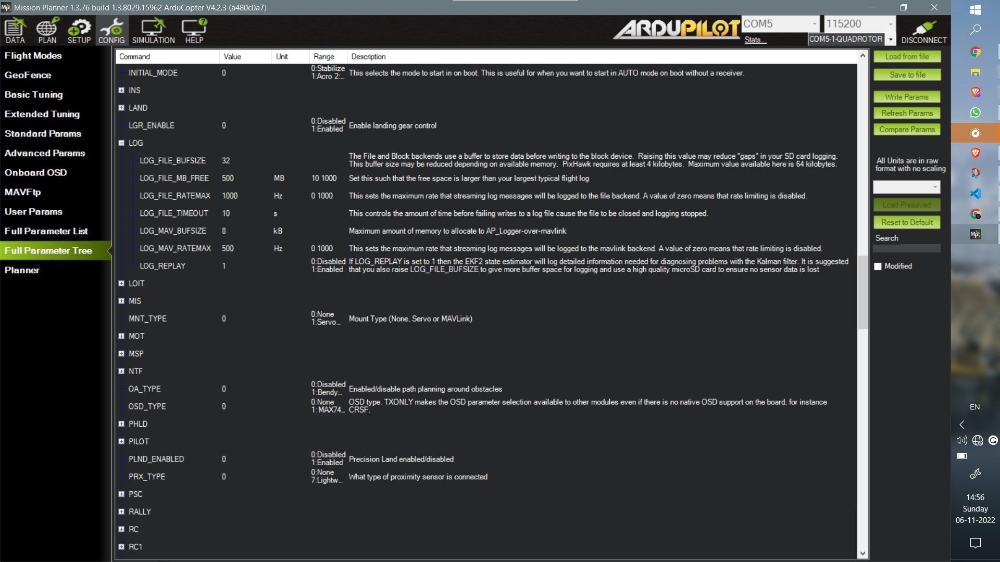 Mission Planner 1.3.76 build 1.3.8029.15962 ArduCopter V4.2.3 (a480c0a7)
DATA PLAN SETUP CONFIG SIMULATION HELP
ARDUPILOT
COM5 115200
Stats... COM5-1-QUADROTOR DISCONNECT
Flight Modes
GeoFence
Basic Tuning
Extended Tuning
Standard Params
Advanced Params
Onboard OSD
MAVFtp
User Params
Full Parameter List
Full Parameter Tree
Planner
Command Value Unit Range Description
INITIAL_MODE 0 0:Stabilize 1:Acro 2:... This selects the mode to start in on boot. This is useful for when you want to start in AUTO mode on boot without a receiver.
INS
LAND
LGR_ENABLE 0 0:Disabled 1:Enabled Enable landing gear control
LOG
LOG_FILE_BUFSIZE 32 The File and Block backends use a buffer to store data before writing to the block device. Raising this value may reduce "gaps" in your SD card logging.
This buffer size may be reduced depending on available memory. PixHawk requires at least 4 kilobytes. Maximum value available here is 64 kilobytes.
LOG_FILE_MB_FREE 500 MB 10 1000 Set this such that the free space is larger than your largest typical flight log
LOG_FILE_RATEMAX 1000 Hz 0 1000 This sets the maximum rate that streaming log messages will be logged to the file backend. A value of zero means that rate limiting is disabled.
LOG_FILE_TIMEOUT 10 s This controls the amount of time before failing writes to a log file cause the file to be closed and logging stopped.
LOG_MAV_BUFSIZE 8 kB Maximum amount of memory to allocate to AP_Logger-over-mavlink
LOG_MAV_RATEMAX 500 Hz 0 1000 This sets the maximum rate that streaming log messages will be logged to the mavlink backend. A value of zero means that rate limiting is disabled.
LOG_REPLAY 1 0:Disabled 1:Enabled If LOG_REPLAY is set to 1 then the EKF2 state estimator will log detailed information needed for diagnosing problems with the Kalman filter. It is suggested
that you also raise LOG_FILE_BUFSIZE to give more buffer space for logging and use a high quality microSD card to ensure no sensor data is lost
LOIT
MIS
MNT_TYPE 0 0:None 1:Servo... Mount Type (None, Servo or MAVLink)
MOT
MSP
NTF
OA_TYPE 0 0:Disabled 1:Bendy... Enabled/disable path planning around obstacles
OSD_TYPE 0 0:None 1:MAX74... OSD type. TXONLY makes the OSD parameter selection available to other modules even if there is no native OSD support on the board, for instance
CRSF.
PHLD
PILOT
PLND_ENABLED 0 0:Disabled 1:Enabled Precision Land enabled/disabled
PRX_TYPE 0 0:None 7:Lightw... What type of proximity sensor is connected
PSC
RALLY
RC
RC1
Load from file
Save to file
Write Params
Refresh Params
Compare Params
All Units are in raw
format with no scaling
Load Presaved
Reset to Default
Search
Modified
EN
14:56
Sunday
06-11-2022